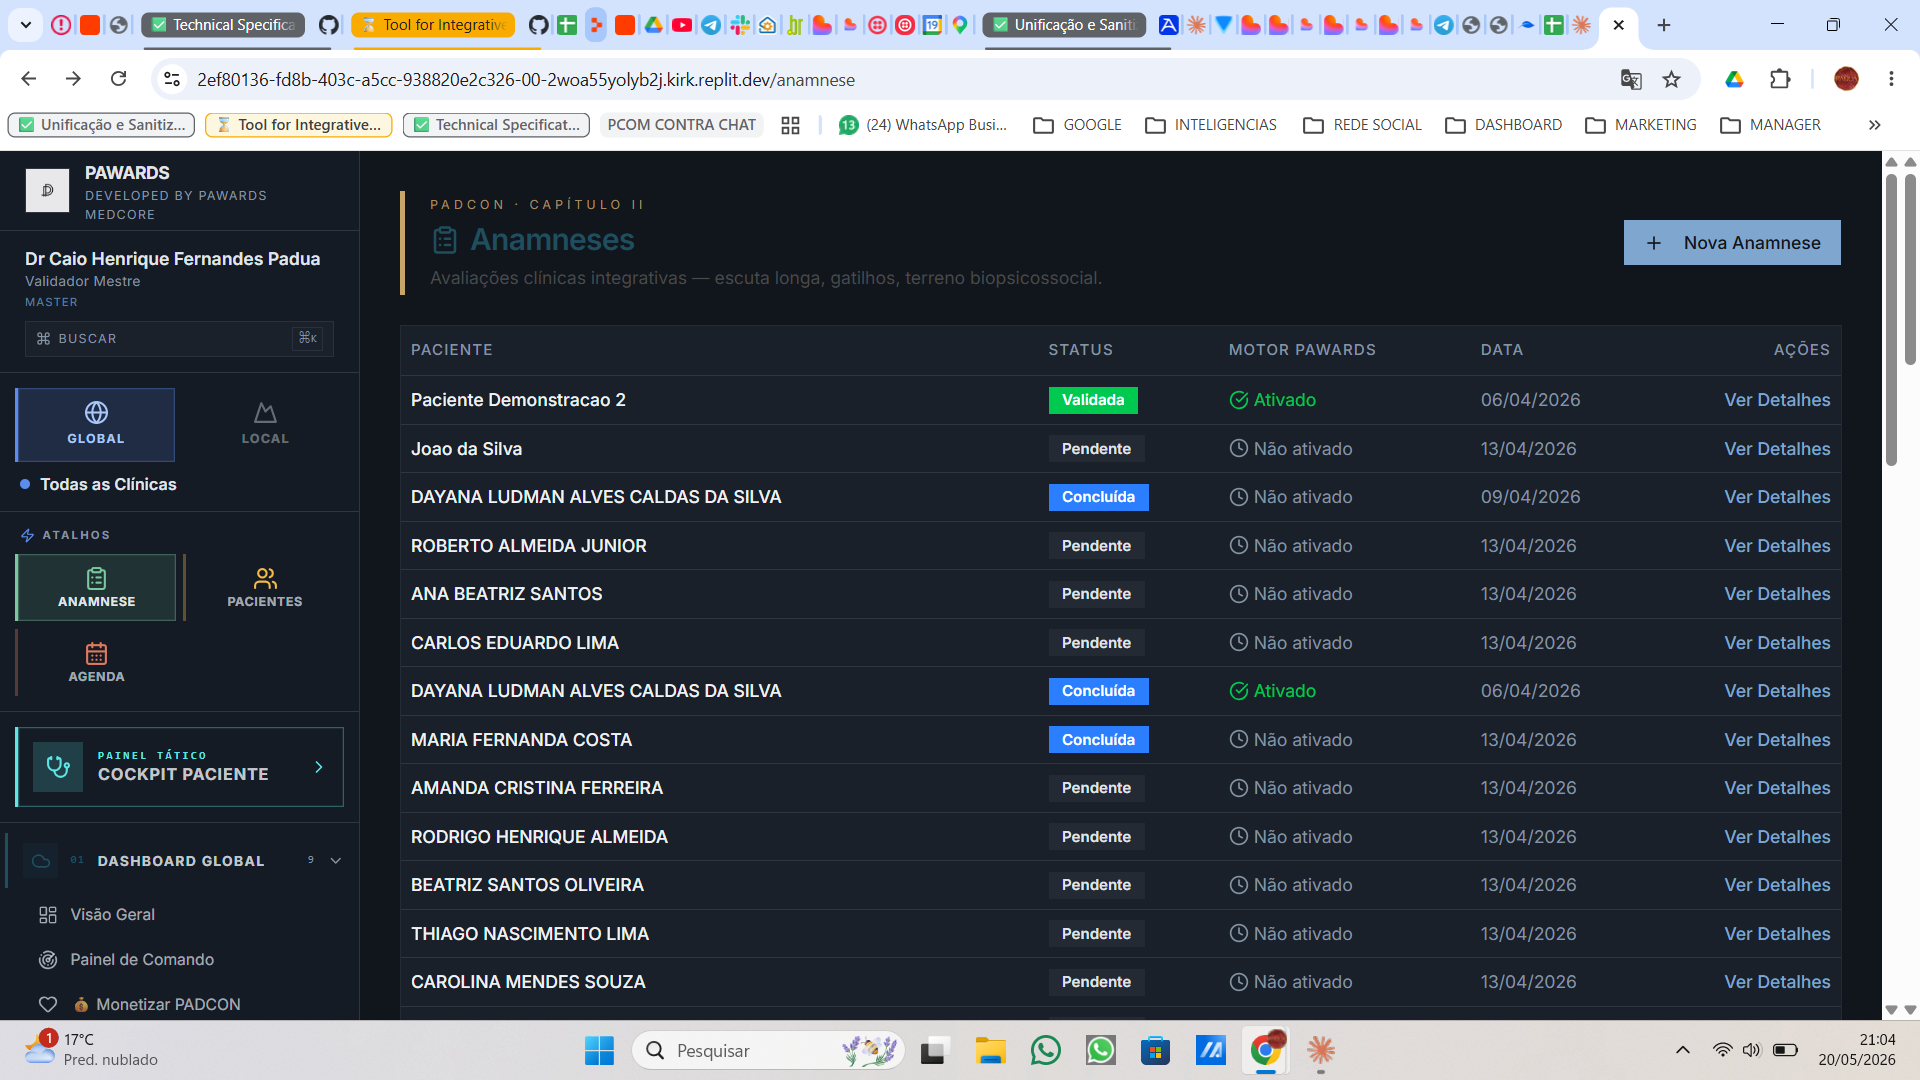 Technical Specifica
Tool for Integrative
Unificação e Saniti
2ef80136-fd8b-403c-a5cc-938820e2c326-00-2woa55yolyb2j.kirk.replit.dev/anamnese
Unificação e Sanitiz...
Tool for Integrative...
Technical Specificat...
PCOM CONTRA CHAT
13 (24) WhatsApp Busi...
GOOGLE
INTELIGENCIAS
REDE SOCIAL
DASHBOARD
MARKETING
MANAGER
PAWARDS
DEVELOPED BY PAWARDS
MEDCORE
Dr Caio Henrique Fernandes Padua
Validador Mestre
MASTER
⌘ BUSCAR ⌘K
GLOBAL
LOCAL
Todas as Clínicas
ATALHOS
ANAMNESE
PACIENTES
AGENDA
PAINEL TÁTICO
COCKPIT PACIENTE
01 DASHBOARD GLOBAL 9
Visão Geral
Painel de Comando
Monetizar PADCON
PADCON · CAPÍTULO II
Anamneses
Avaliações clínicas integrativas — escuta longa, gatilhos, terreno biopsicossocial.
+ Nova Anamnese
PACIENTE STATUS MOTOR PAWARDS DATA AÇÕES
Paciente Demonstracao 2 Validada Ativado 06/04/2026 Ver Detalhes
Joao da Silva Pendente Não ativado 13/04/2026 Ver Detalhes
DAYANA LUDMAN ALVES CALDAS DA SILVA Concluída Não ativado 09/04/2026 Ver Detalhes
ROBERTO ALMEIDA JUNIOR Pendente Não ativado 13/04/2026 Ver Detalhes
ANA BEATRIZ SANTOS Pendente Não ativado 13/04/2026 Ver Detalhes
CARLOS EDUARDO LIMA Pendente Não ativado 13/04/2026 Ver Detalhes
DAYANA LUDMAN ALVES CALDAS DA SILVA Concluída Ativado 06/04/2026 Ver Detalhes
MARIA FERNANDA COSTA Concluída Não ativado 13/04/2026 Ver Detalhes
AMANDA CRISTINA FERREIRA Pendente Não ativado 13/04/2026 Ver Detalhes
RODRIGO HENRIQUE ALMEIDA Pendente Não ativado 13/04/2026 Ver Detalhes
BEATRIZ SANTOS OLIVEIRA Pendente Não ativado 13/04/2026 Ver Detalhes
THIAGO NASCIMENTO LIMA Pendente Não ativado 13/04/2026 Ver Detalhes
CAROLINA MENDES SOUZA Pendente Não ativado 13/04/2026 Ver Detalhes
1
17°C
Pred. nublado
Pesquisar
21:04
20/05/2026